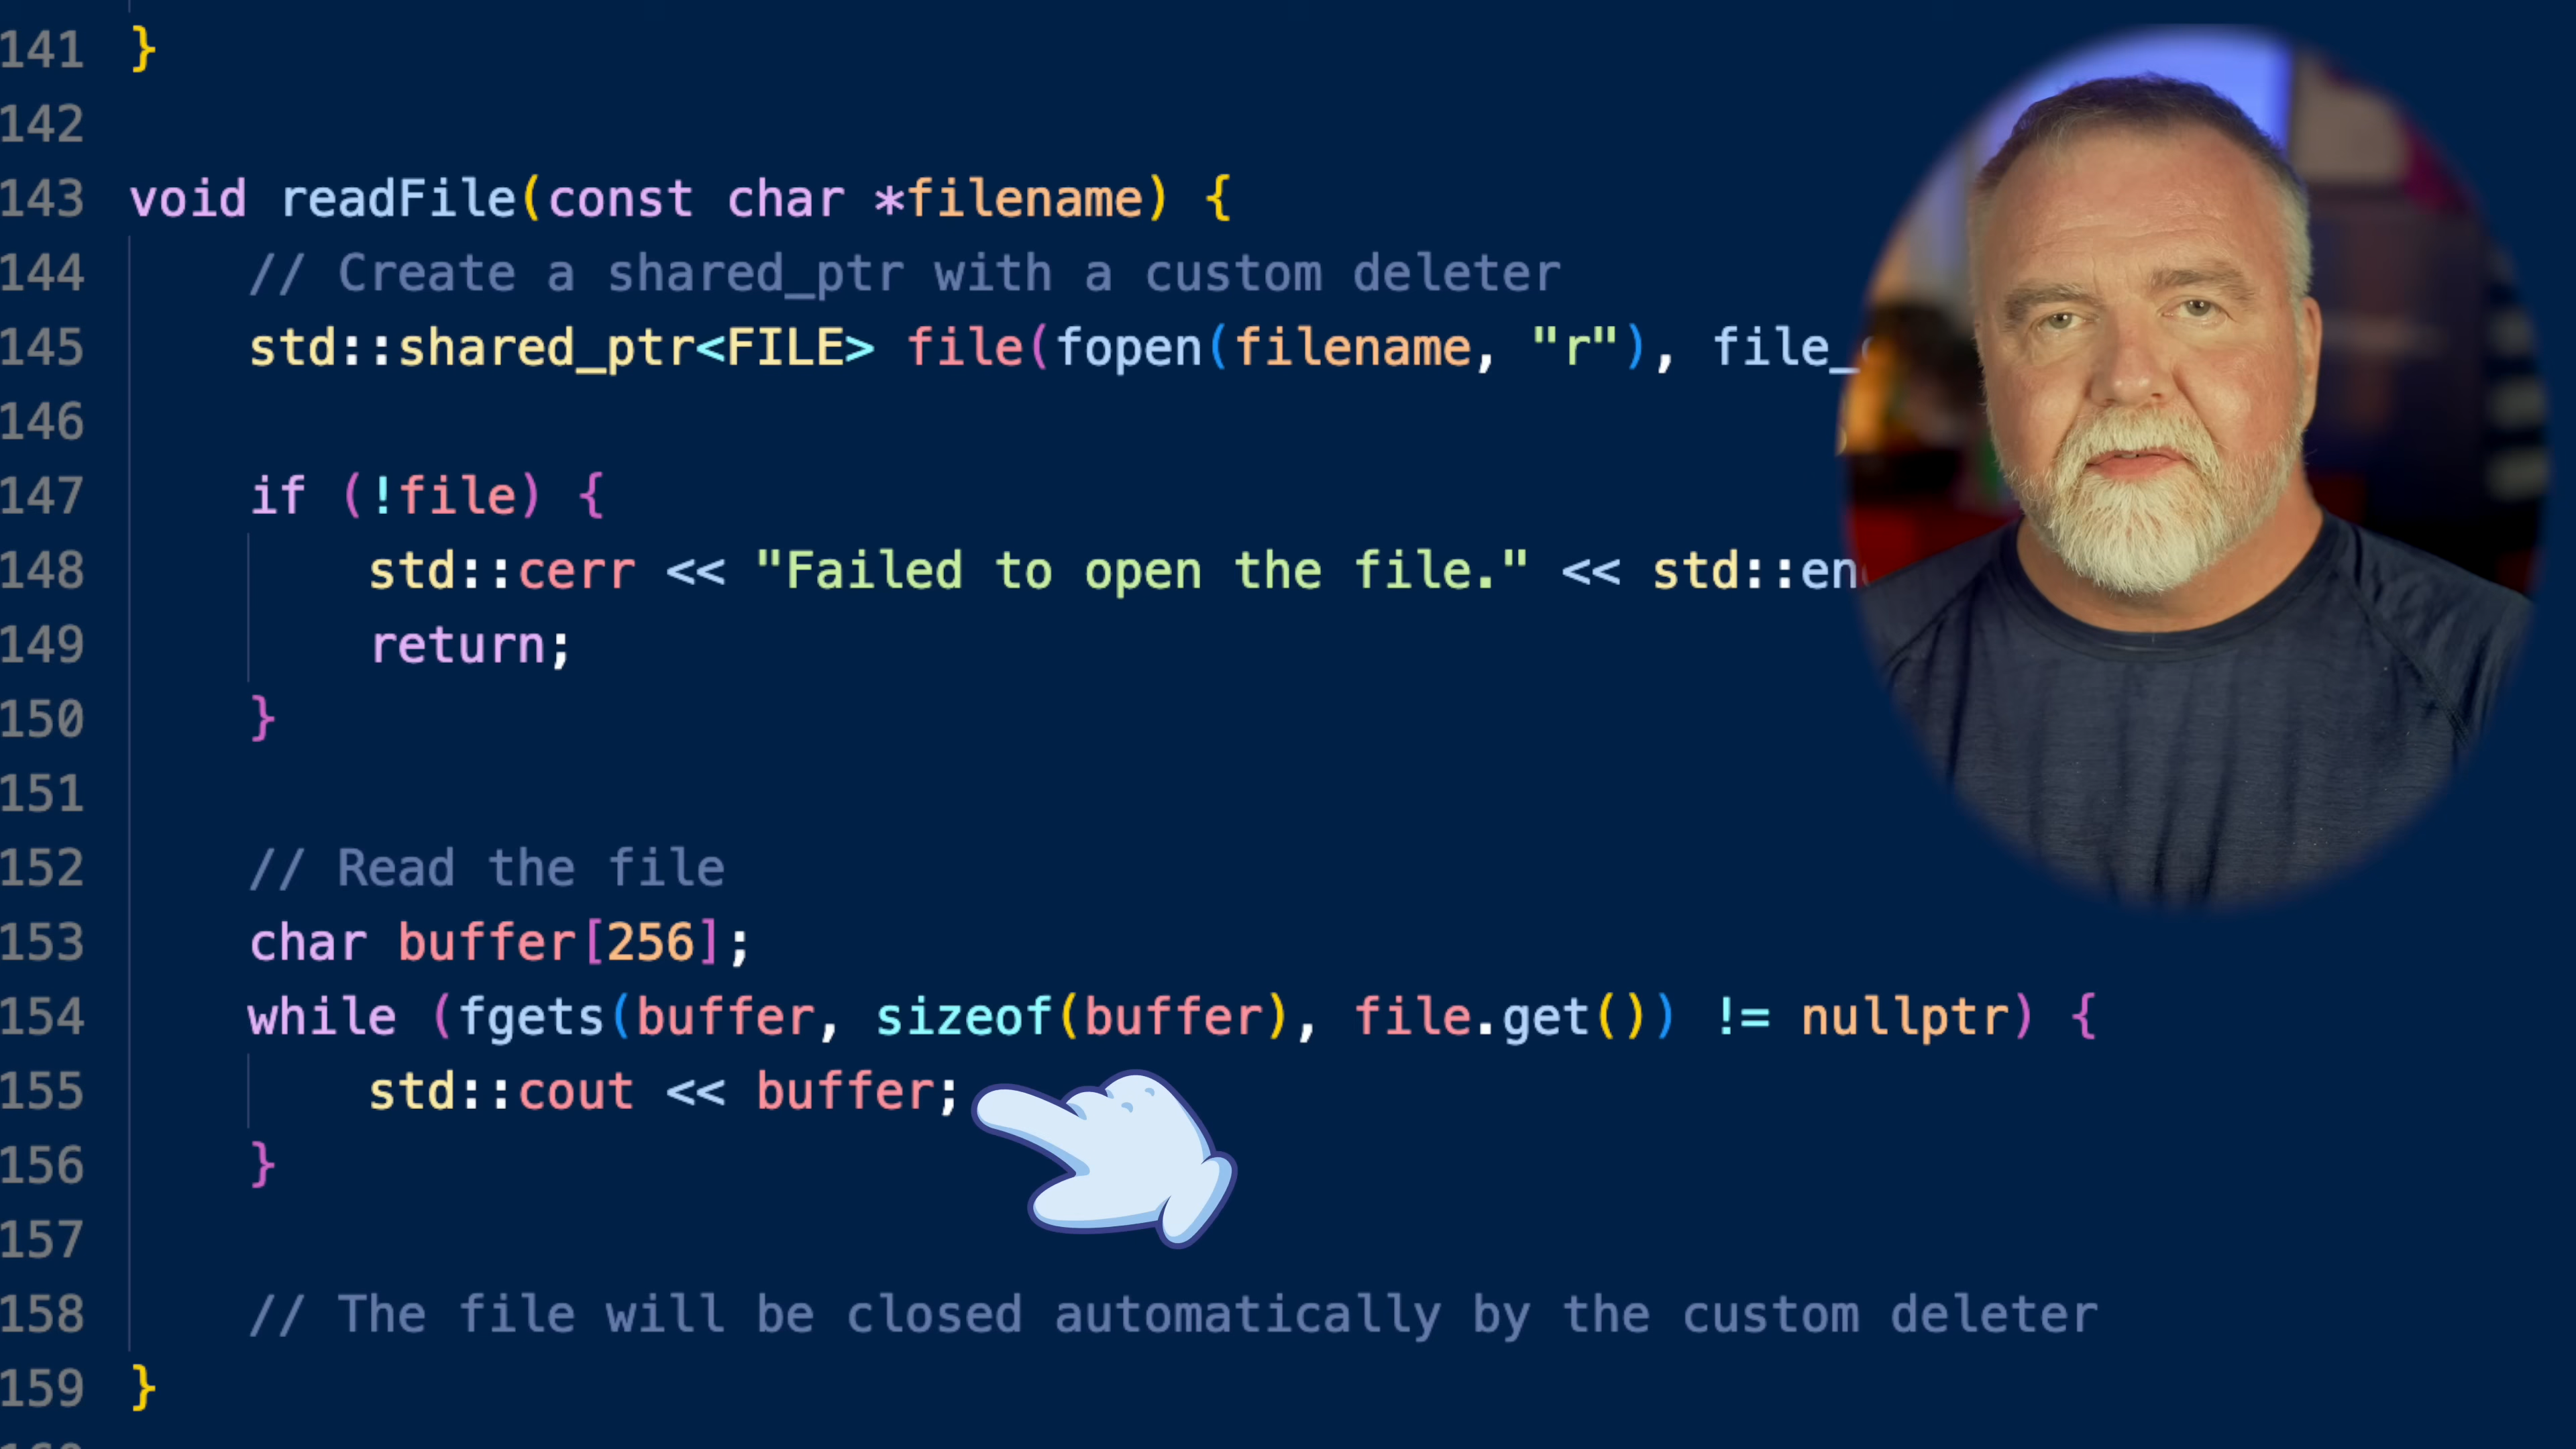 141 }
142
143 void readFile(const char *filename) {
144 // Create a shared_ptr with a custom deleter
145 std::shared_ptr<FILE> file(fopen(filename, "r"), file_
146
147 if (!file) {
148 std::cerr << "Failed to open the file." << std::en
149 return;
150 }
151
152 // Read the file
153 char buffer[256];
154 while (fgets(buffer, sizeof(buffer), file.get()) != nullptr) {
155 std::cout << buffer;
156 }
157
158 // The file will be closed automatically by the custom deleter
159 }